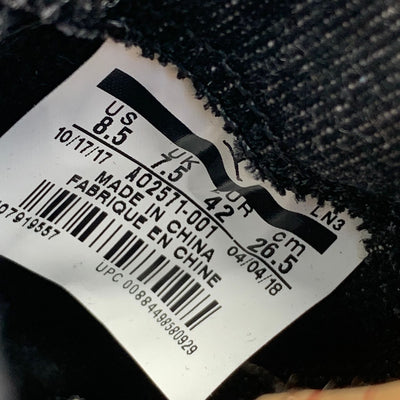 US UK EUR cm
8.5 7.5 42 26.5
10/17/17 AO2571-001 04/04/18
LN3
MADE IN CHINA
FABRIQUE EN CHINE
07919557
UPC 00884498580929